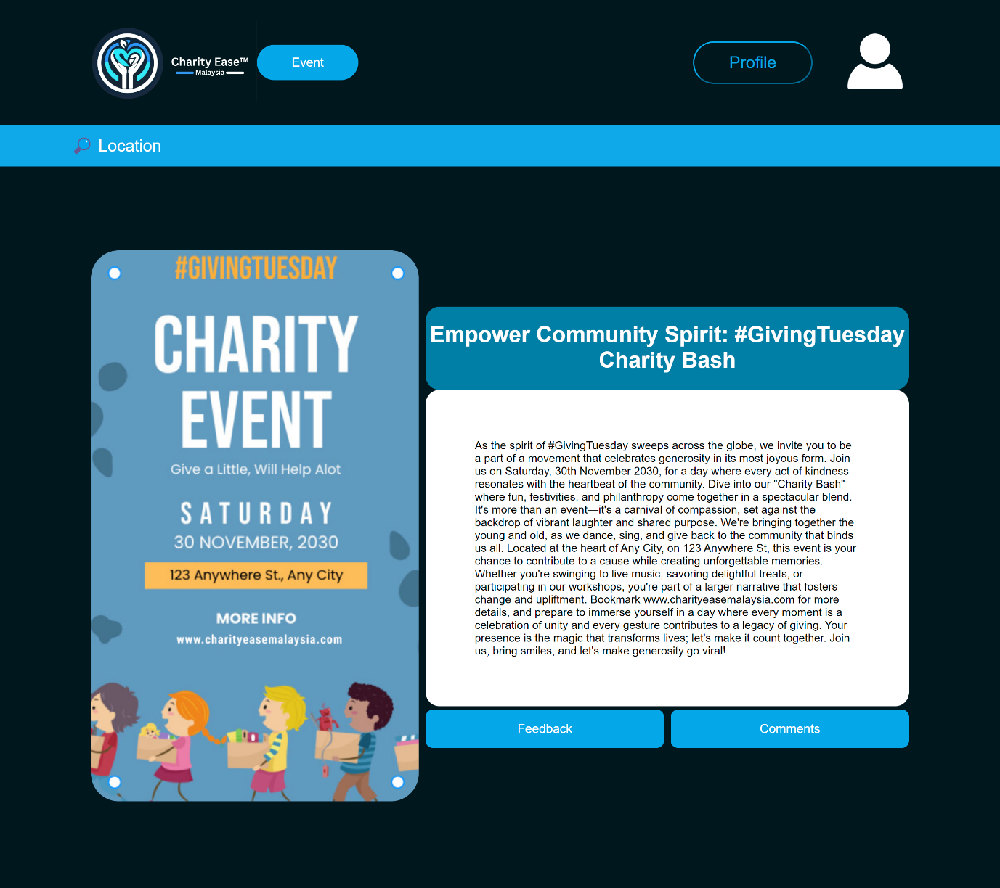 Charity Ease™
Malaysia
Event
Profile
Location
#GIVINGTUESDAY
CHARITY
EVENT
Give a Little, Will Help Alot
SATURDAY
30 NOVEMBER, 2030
123 Anywhere St., Any City
MORE INFO
www.charityeasemalaysia.com
Empower Community Spirit: #GivingTuesday
Charity Bash
As the spirit of #GivingTuesday sweeps across the globe, we invite you to be
a part of a movement that celebrates generosity in its most joyous form. Join
us on Saturday, 30th November 2030, for a day where every act of kindness
resonates with the heartbeat of the community. Dive into our "Charity Bash"
where fun, festivities, and philanthropy come together in a spectacular blend.
It's more than an event—it's a carnival of compassion, set against the
backdrop of vibrant laughter and shared purpose. We're bringing together the
young and old, as we dance, sing, and give back to the community that binds
us all. Located at the heart of Any City, on 123 Anywhere St, this event is your
chance to contribute to a cause while creating unforgettable memories.
Whether you're swinging to live music, savoring delightful treats, or
participating in our workshops, you're part of a larger narrative that fosters
change and upliftment. Bookmark www.charityeasemalaysia.com for more
details, and prepare to immerse yourself in a day where every moment is a
celebration of unity and every gesture contributes to a legacy of giving. Your
presence is the magic that transforms lives; let's make it count together. Join
us, bring smiles, and let's make generosity go viral!
Feedback
Comments